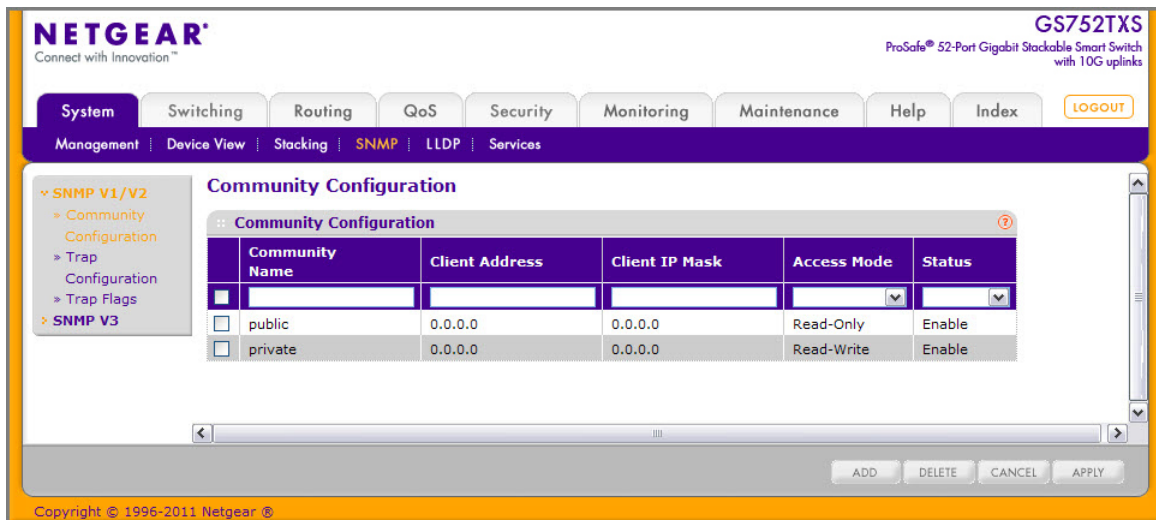 NETGEAR®
Connect with Innovation™
GS752TXS
ProSafe® 52-Port Gigabit Stackable Smart Switch
with 10G uplinks
System Switching Routing QoS Security Monitoring Maintenance Help Index LOGOUT
Management Device View Stacking SNMP LLDP Services
SNMP V1/V2
» Community
Configuration
» Trap
Configuration
» Trap Flags
SNMP V3
Community Configuration
Community Configuration ?
Community
Name Client Address Client IP Mask Access Mode Status
public 0.0.0.0 0.0.0.0 Read-Only Enable
private 0.0.0.0 0.0.0.0 Read-Write Enable
ADD DELETE CANCEL APPLY
Copyright © 1996-2011 Netgear ®